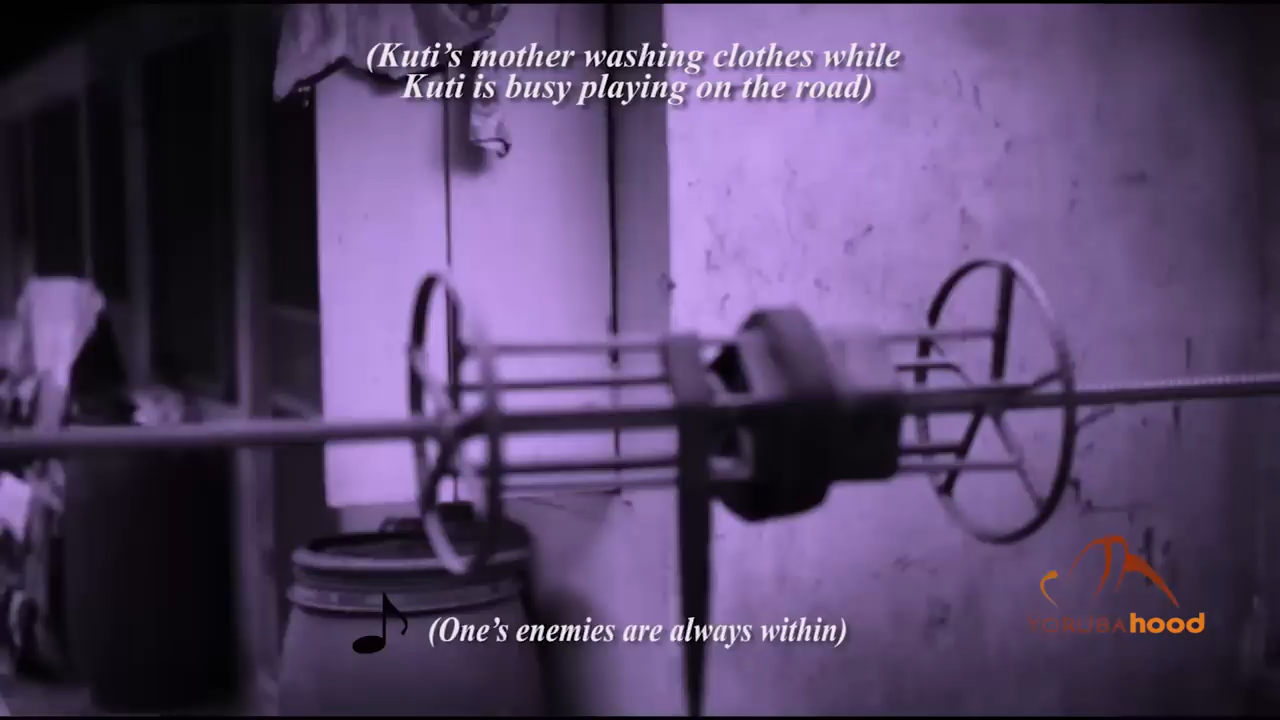 (Kuti's mother washing clothes while
Kuti is busy playing on the road)
(One's enemies are always within)
YORUBAhood